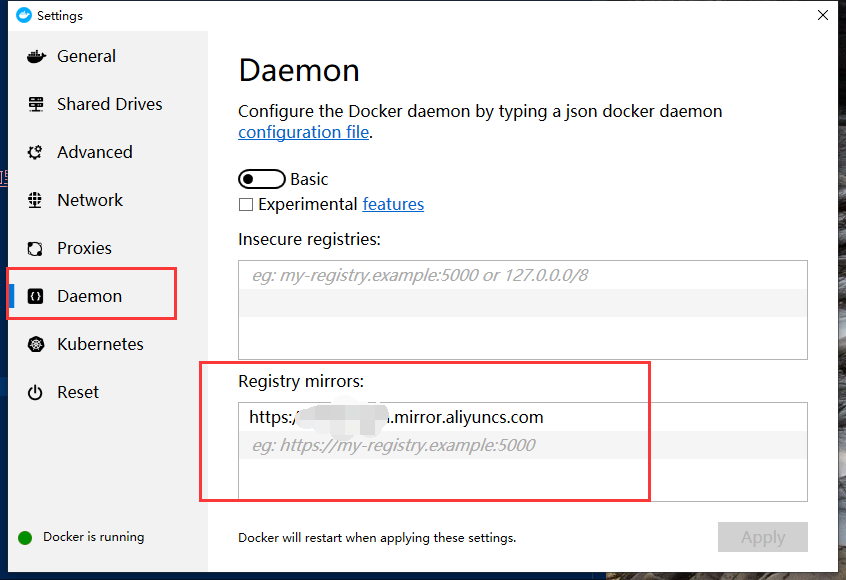 Settings
General
Shared Drives
Advanced
Network
Proxies
Daemon
Kubernetes
Reset
Docker is running
Daemon
Configure the Docker daemon by typing a json docker daemon
configuration file.
Basic
Experimental features
Insecure registries:
eg: my-registry.example:5000 or 127.0.0.0/8
Registry mirrors:
https:/ .mirror.aliyuncs.com
eg: https://my-registry.example:5000
Docker will restart when applying these settings.
Apply